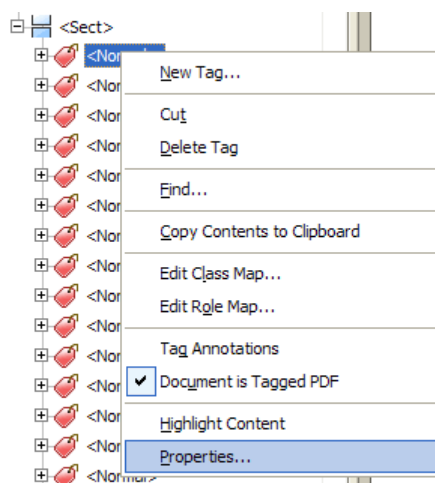 <Sect>
<Nor
New Tag...
<Nor
<Nor
Cut
<Nor
Delete Tag
<Nor
Find...
<Nor
Copy Contents to Clipboard
<Nor
<Nor
Edit Class Map...
<Nor
Edit Role Map...
<Nor
<Nor
Tag Annotations
<Nor
Document is Tagged PDF
<Nor
Highlight Content
<Nor
Properties...
<Normal>